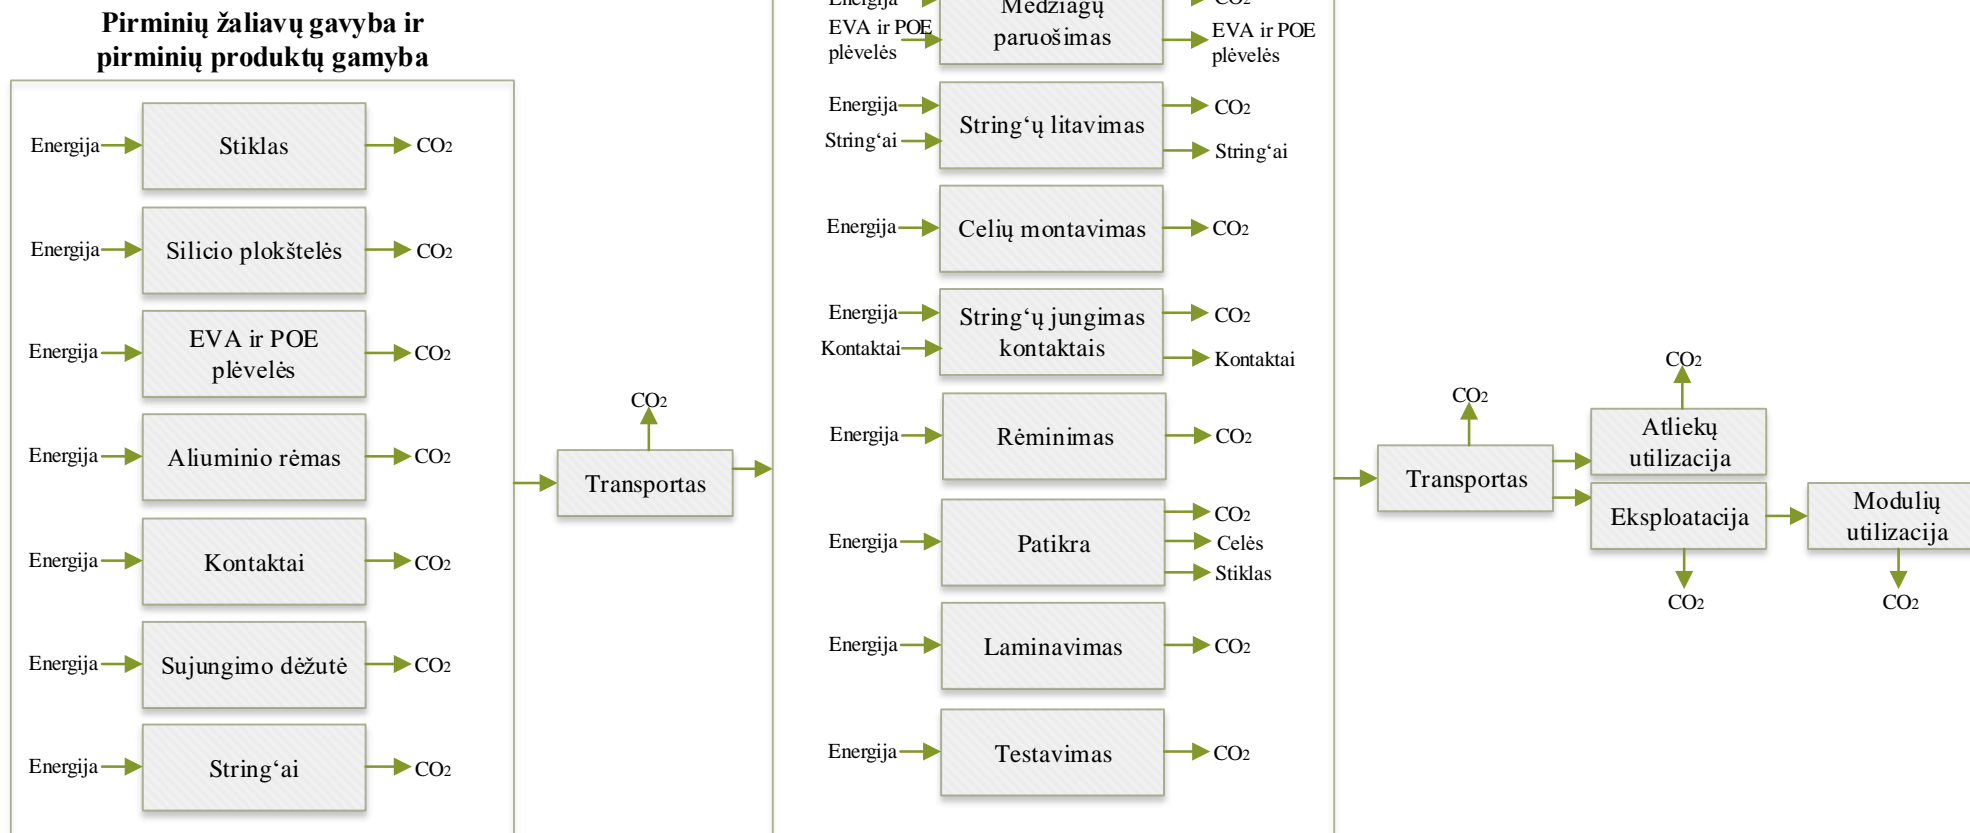 Pirminių žaliavų gavyba ir
pirminių produktų gamyba
Energija
Stiklas
CO2
Energija
Silicio plokštelės
CO2
Energija
EVA ir POE
plėvelės
CO2
Energija
Aliuminio rėmas
CO2
Energija
Kontaktai
CO2
Energija
Sujungimo dėžutė
CO2
Energija
String‘ai
CO2
CO2
Transportas
Energija
EVA ir POE
plėvelės
Medžiagų
paruošimas
CO2
EVA ir POE
plėvelės
Energija
String‘ai
String‘ų litavimas
CO2
String‘ai
Energija
Celių montavimas
CO2
Energija
Kontaktai
String‘ų jungimas
kontaktais
CO2
Kontaktai
Energija
Rėminimas
CO2
Energija
Patikra
CO2
Celės
Stiklas
Energija
Laminavimas
CO2
Energija
Testavimas
CO2
CO2
Transportas
CO2
Atliekų
utilizacija
Eksploatacija
CO2
Modulių
utilizacija
CO2